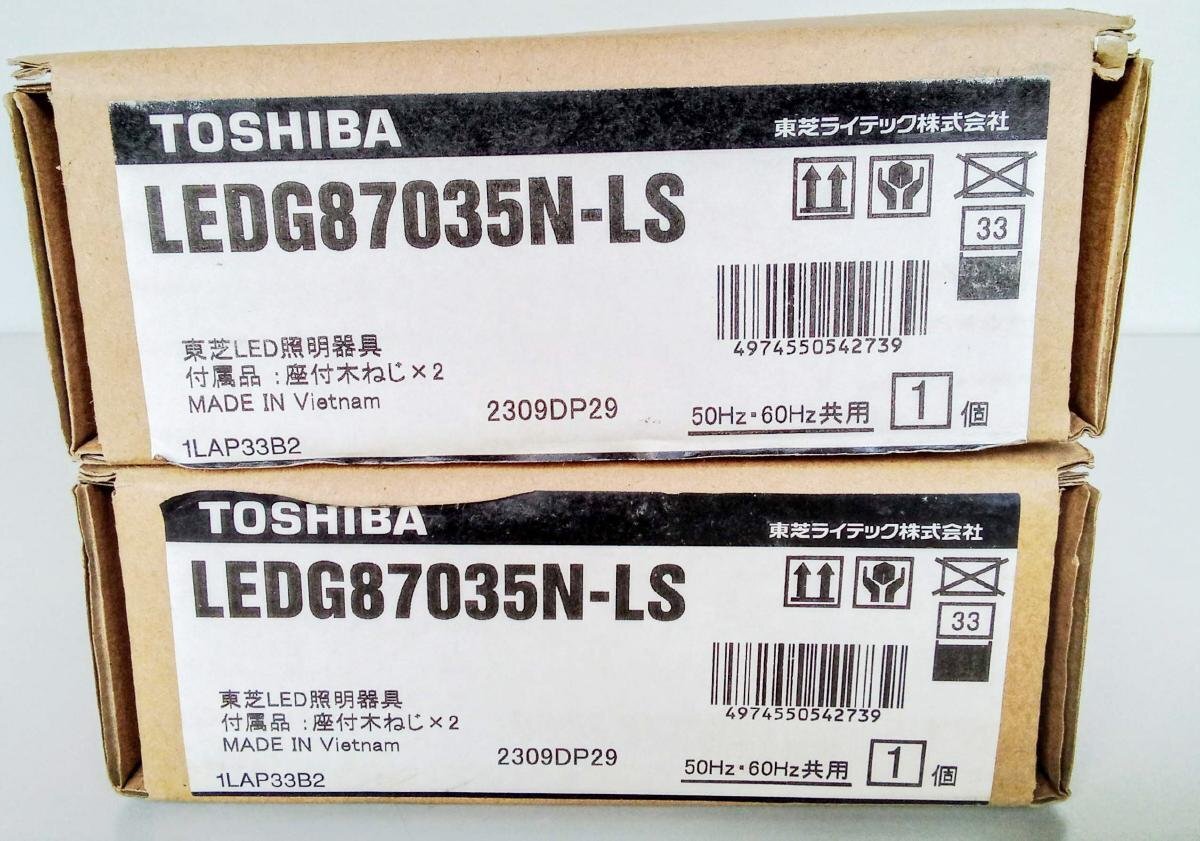 TOSHIBA 東芝ライテック株式会社
LEDG87035N-LS
33
4974550542739
東芝LED照明器具
付属品：座付木ねじ×2
MADE IN Vietnam
2309DP29
50Hz・60Hz共用
1個
1LAP33B2
TOSHIBA 東芝ライテック株式会社
LEDG87035N-LS
33
4974550542739
東芝LED照明器具
付属品：座付木ねじ×2
MADE IN Vietnam
2309DP29
50Hz・60Hz共用
1個
1LAP33B2